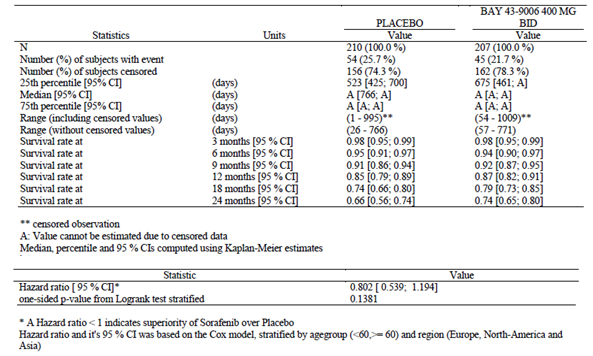 BAY 43-9006 400 MG
PLACEBO BID
Statistics Units Value Value
N 210 (100.0 %) 207 (100.0 %)
Number (%) of subjects with event 54 (25.7 %) 45 (21.7 %)
Number (%) of subjects censored 156 (74.3 %) 162 (78.3 %)
25th percentile [95% CI] (days) 523 [425; 700] 675 [461; A]
Median [95% CI] (days) A [766; A] A [A; A]
75th percentile [95% CI] (days) A [A; A] A [A; A]
Range (including censored values) (days) (1 - 995)** (54 - 1009)**
Range (without censored values) (days) (26 - 766) (57 - 771)
Survival rate at 3 months [95 % CI] 0.98 [0.95; 0.99] 0.98 [0.95; 0.99]
Survival rate at 6 months [95 % CI] 0.95 [0.91; 0.97] 0.94 [0.90; 0.97]
Survival rate at 9 months [95 % CI] 0.91 [0.86; 0.94] 0.92 [0.87; 0.95]
Survival rate at 12 months [95 % CI] 0.85 [0.79; 0.89] 0.87 [0.82; 0.91]
Survival rate at 18 months [95 % CI] 0.74 [0.66; 0.80] 0.79 [0.73; 0.85]
Survival rate at 24 months [95 % CI] 0.66 [0.56; 0.74] 0.74 [0.65; 0.80]
** censored observation
A: Value cannot be estimated due to censored data
Median, percentile and 95 % CIs computed using Kaplan-Meier estimates
Statistic Value
Hazard ratio [ 95 % CI]* 0.802 [ 0.539; 1.194]
one-sided p-value from Logrank test stratified 0.1381
* A Hazard ratio < 1 indicates superiority of Sorafenib over Placebo
Hazard ratio and it's 95 % CI was based on the Cox model, stratified by agegroup (<60,>= 60) and region (Europe, North-America and
Asia)